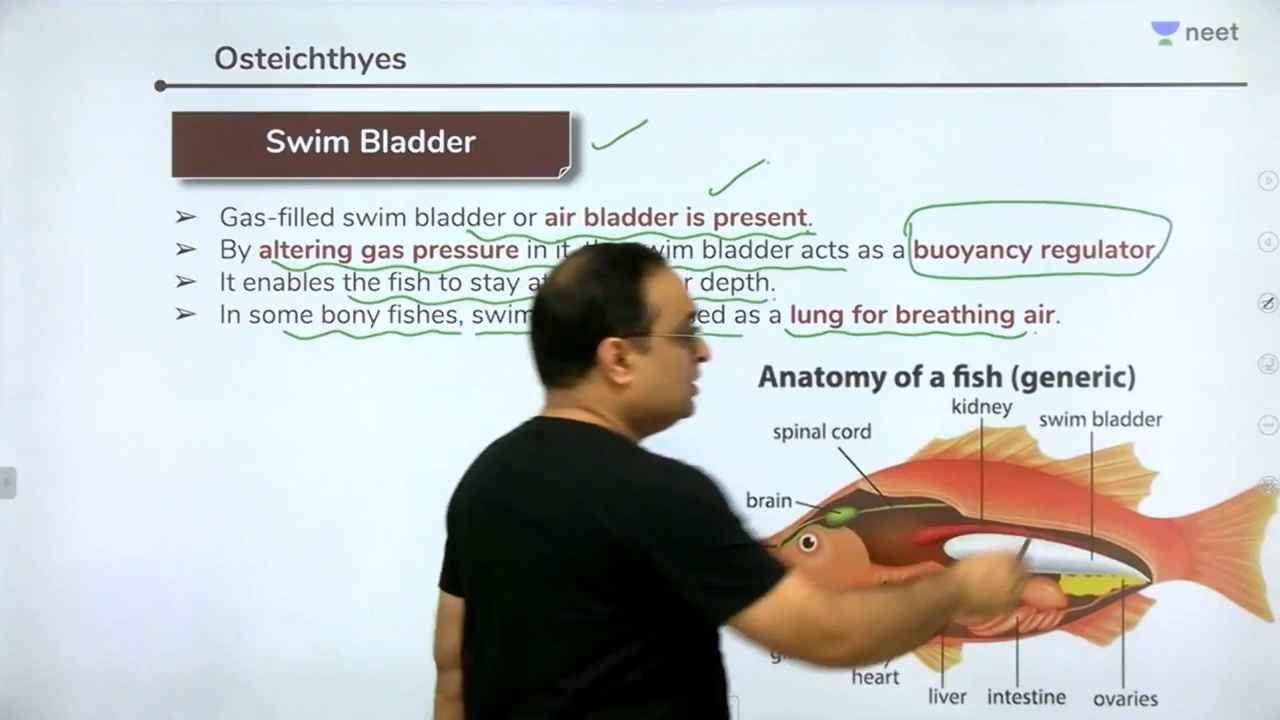 neet
Osteichthyes
Swim Bladder
➢ Gas-filled swim bladder or air bladder is present.
➢ By altering gas pressure in it, the swim bladder acts as a buoyancy regulator.
➢ It enables the fish to stay at depth.
➢ In some bony fishes, swim as a lung for breathing air.
Anatomy of a fish (generic)
kidney
swim bladder
spinal cord
brain
heart
liver intestine ovaries